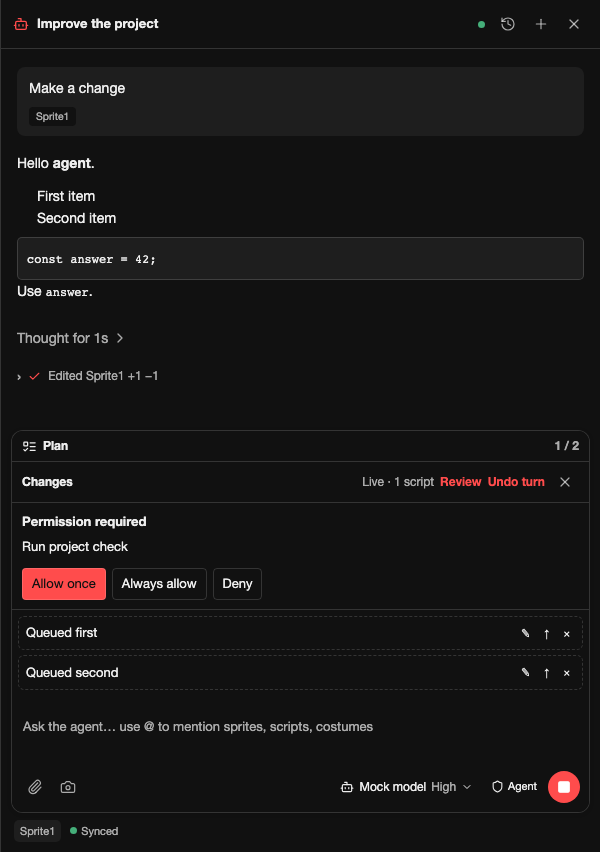 Improve the project
Make a change
Sprite1
Hello agent.
First item
Second item
const answer = 42;
Use answer.
Thought for 1s
Edited Sprite1 +1 −1
Plan 1 / 2
Changes Live · 1 script Review Undo turn
Permission required
Run project check
Allow once Always allow Deny
Queued first
Queued second
Ask the agent… use @ to mention sprites, scripts, costumes
Mock model High Agent
Sprite1 Synced